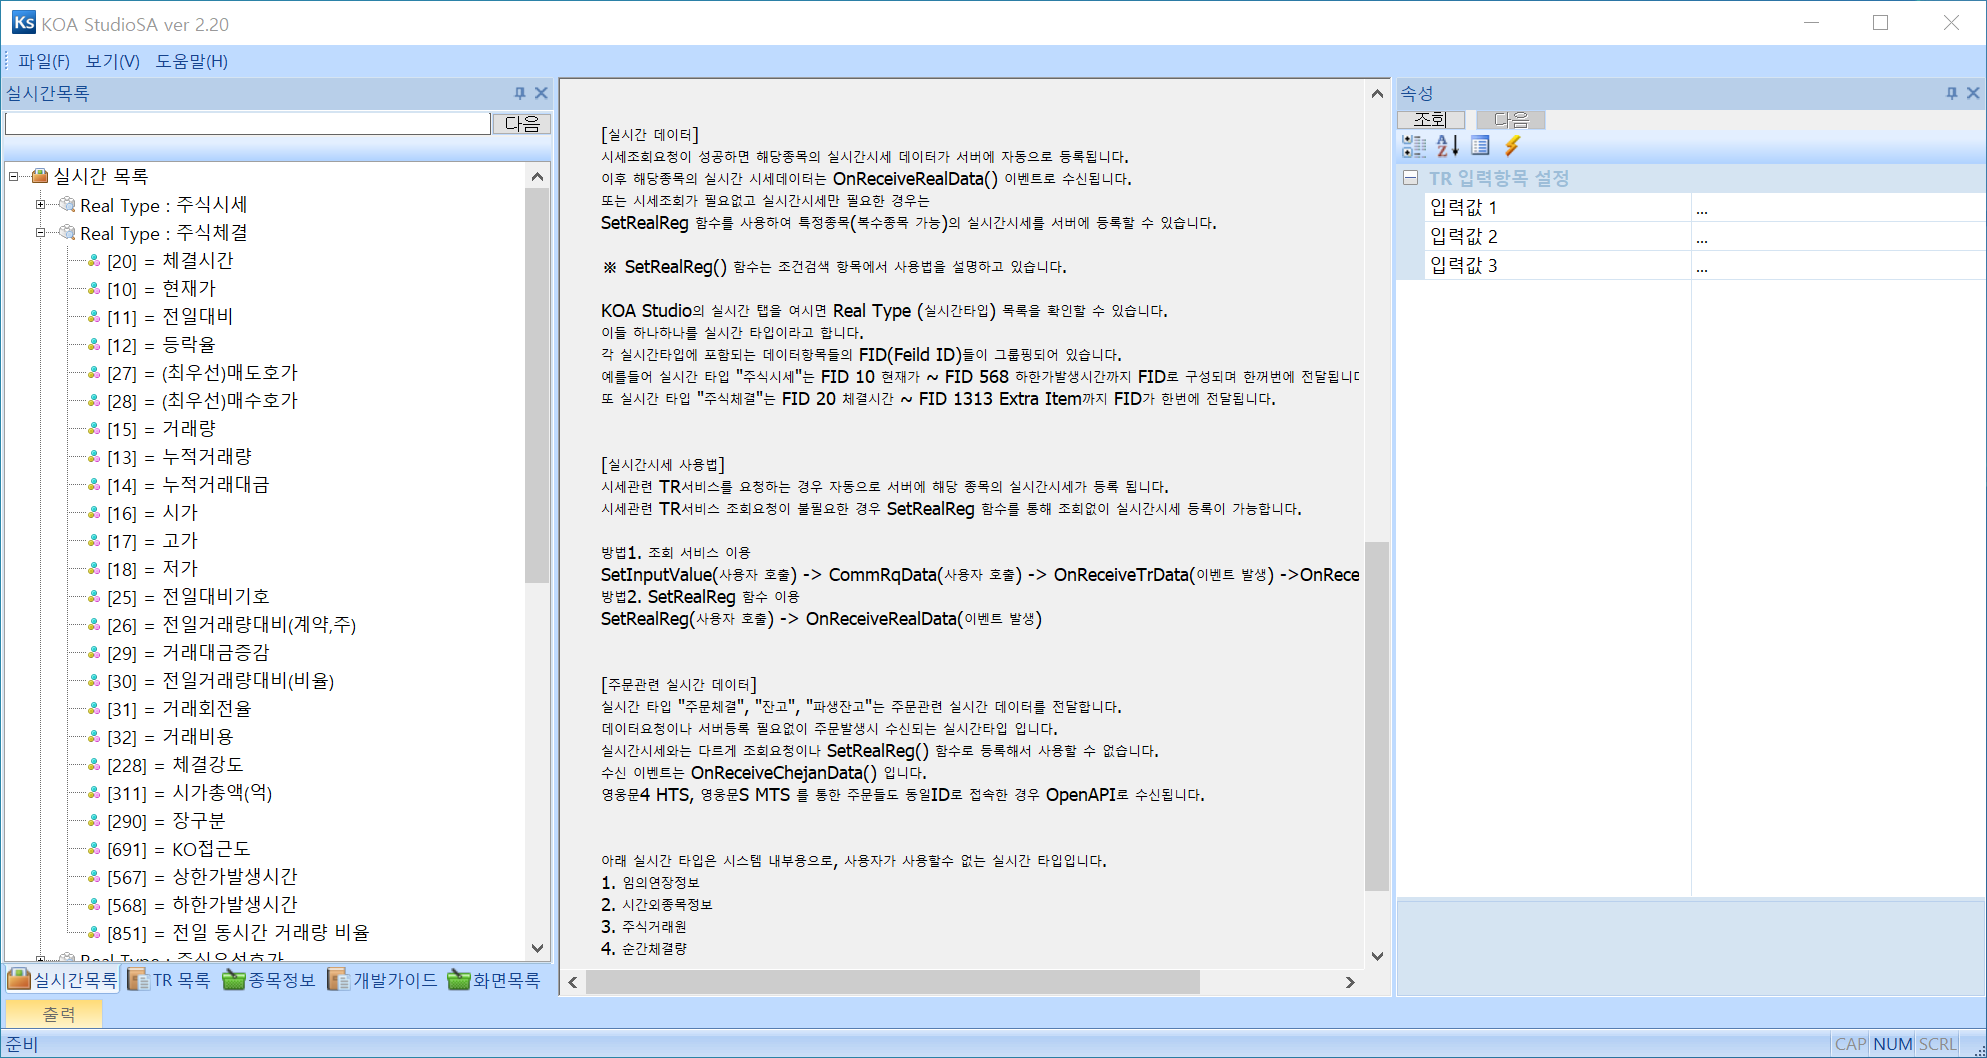 Ks KOA StudioSA ver 2.20
파일(F) 보기(V) 도움말(H)
실시간목록
다음
실시간 목록
Real Type : 주식시세
Real Type : 주식체결
[20] = 체결시간
[10] = 현재가
[11] = 전일대비
[12] = 등락율
[27] = (최우선)매도호가
[28] = (최우선)매수호가
[15] = 거래량
[13] = 누적거래량
[14] = 누적거래대금
[16] = 시가
[17] = 고가
[18] = 저가
[25] = 전일대비기호
[26] = 전일거래량대비(계약,주)
[29] = 거래대금증감
[30] = 전일거래량대비(비율)
[31] = 거래회전율
[32] = 거래비용
[228] = 체결강도
[311] = 시가총액(억)
[290] = 장구분
[691] = KO접근도
[567] = 상한가발생시간
[568] = 하한가발생시간
[851] = 전일 동시간 거래량 비율
Real Type : 주식우선호가
실시간목록 TR 목록 종목정보 개발가이드 화면목록
[실시간 데이터]
시세조회요청이 성공하면 해당종목의 실시간시세 데이터가 서버에 자동으로 등록됩니다.
이후 해당종목의 실시간 시세데이터는 OnReceiveRealData() 이벤트로 수신됩니다.
또는 시세조회가 필요없고 실시간시세만 필요한 경우는
SetRealReg 함수를 사용하여 특정종목(복수종목 가능)의 실시간시세를 서버에 등록할 수 있습니다.
※ SetRealReg() 함수는 조건검색 항목에서 사용법을 설명하고 있습니다.
KOA Studio의 실시간 탭을 여시면 Real Type (실시간타입) 목록을 확인할 수 있습니다.
이들 하나하나를 실시간 타입이라고 합니다.
각 실시간타입에 포함되는 데이터항목들의 FID(Feild ID)들이 그룹핑되어 있습니다.
예를들어 실시간 타입 "주식시세"는 FID 10 현재가 ~ FID 568 하한가발생시간까지 FID로 구성되며 한꺼번에 전달됩니다
또 실시간 타입 "주식체결"는 FID 20 체결시간 ~ FID 1313 Extra Item까지 FID가 한번에 전달됩니다.
[실시간시세 사용법]
시세관련 TR서비스를 요청하는 경우 자동으로 서버에 해당 종목의 실시간시세가 등록 됩니다.
시세관련 TR서비스 조회요청이 불필요한 경우 SetRealReg 함수를 통해 조회없이 실시간시세 등록이 가능합니다.
방법1. 조회 서비스 이용
SetInputValue(사용자 호출) -> CommRqData(사용자 호출) -> OnReceiveTrData(이벤트 발생) ->OnRece
방법2. SetRealReg 함수 이용
SetRealReg(사용자 호출) -> OnReceiveRealData(이벤트 발생)
[주문관련 실시간 데이터]
실시간 타입 "주문체결", "잔고", "파생잔고"는 주문관련 실시간 데이터를 전달합니다.
데이터요청이나 서버등록 필요없이 주문발생시 수신되는 실시간타입 입니다.
실시간시세와는 다르게 조회요청이나 SetRealReg() 함수로 등록해서 사용할 수 없습니다.
수신 이벤트는 OnReceiveChejanData() 입니다.
영웅문4 HTS, 영웅문S MTS 를 통한 주문들도 동일ID로 접속한 경우 OpenAPI로 수신됩니다.
아래 실시간 타입은 시스템 내부용으로, 사용자가 사용할수 없는 실시간 타입입니다.
1. 임의연장정보
2. 시간외종목정보
3. 주식거래원
4. 순간체결량
속성
조회 다음
TR 입력항목 설정
입력값 1 ...
입력값 2 ...
입력값 3 ...
출력
준비
CAP NUM SCRL